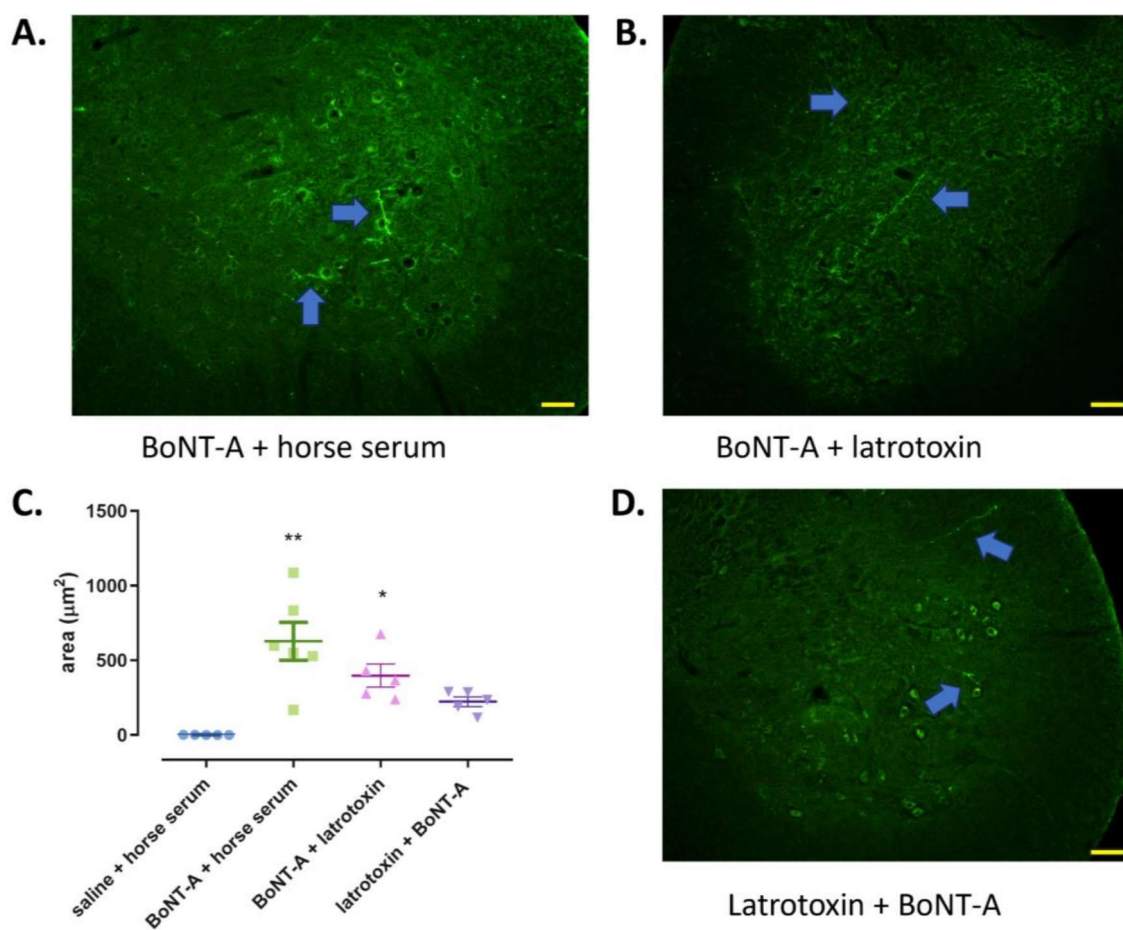 A.
B.
BoNT-A + horse serum
BoNT-A + latrotoxin
C.
1500
1000
500
0
area (μm²)
**
*
saline + horse serum
BoNT-A + horse serum
BoNT-A + latrotoxin
latrotoxin + BoNT-A
D.
Latrotoxin + BoNT-A